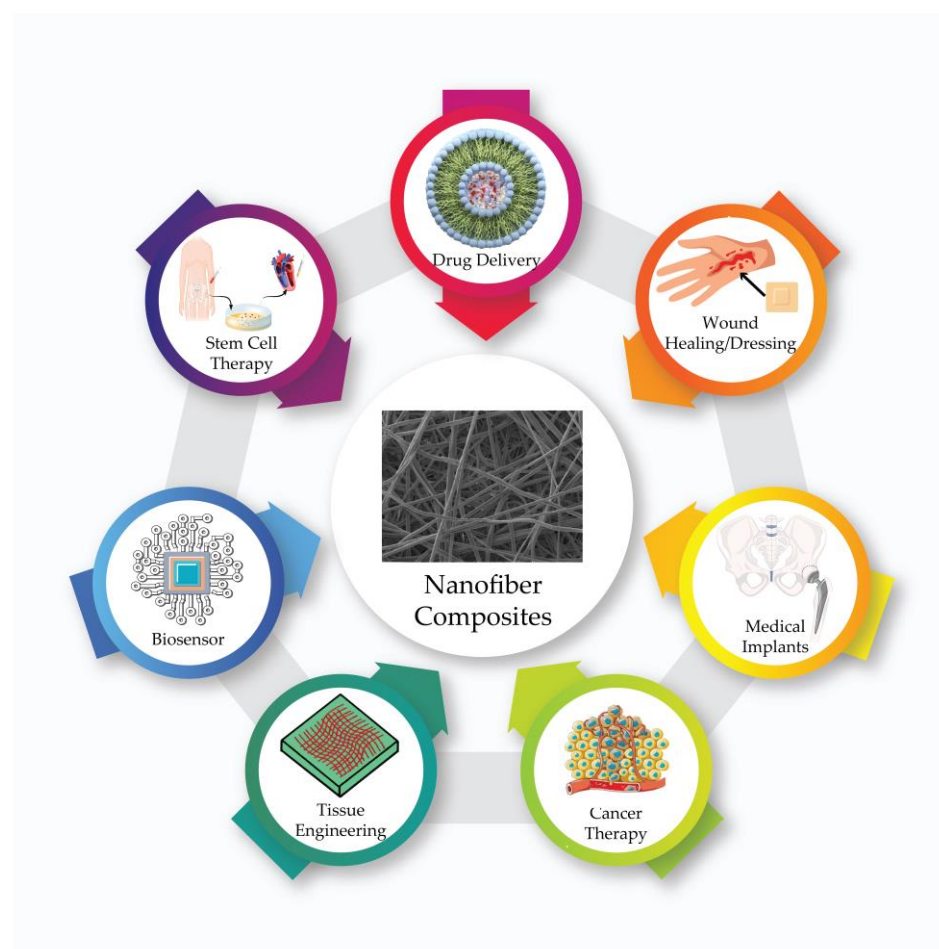 Drug Delivery
Wound
Healing/Dressing
Medical
Implants
Cancer
Therapy
Tissue
Engineering
Biosensor
Stem Cell
Therapy
Nanofiber
Composites